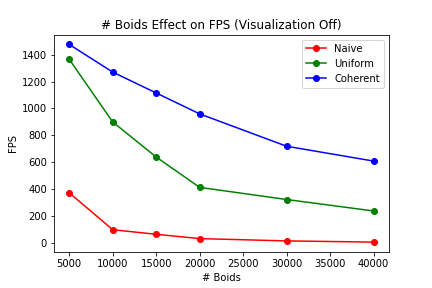 # Boids Effect on FPS (Visualization Off)
Naive
Uniform
Coherent
FPS
1400
1200
1000
800
600
400
200
0
5000 10000 15000 20000 25000 30000 35000 40000
# Boids